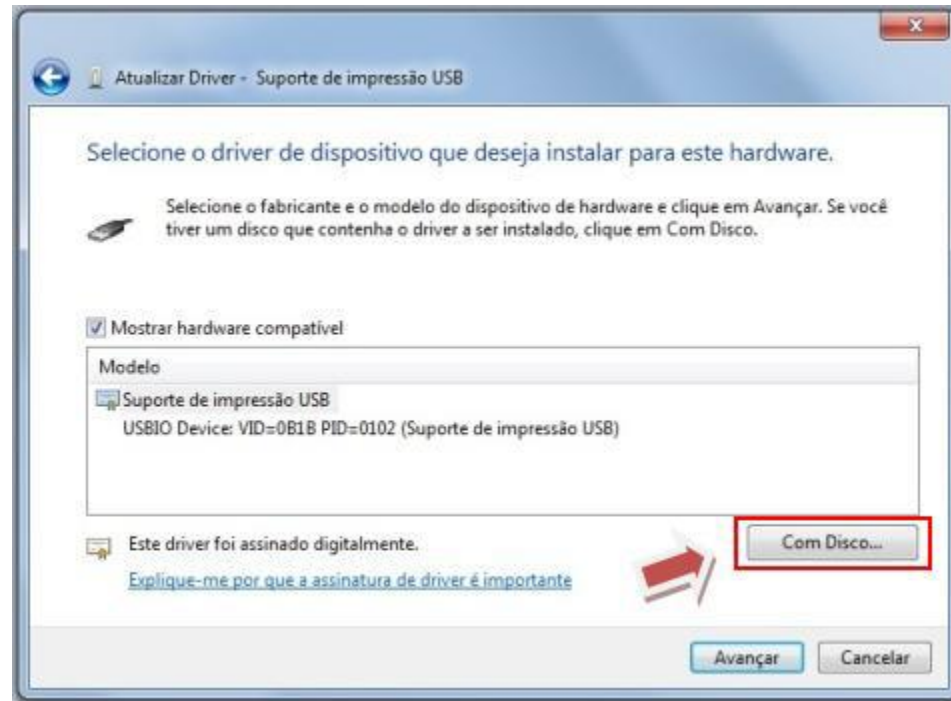 Atualizar Driver - Suporte de impressão USB
Selecione o driver de dispositivo que deseja instalar para este hardware.
Selecione o fabricante e o modelo do dispositivo de hardware e clique em Avançar. Se você
tiver um disco que contenha o driver a ser instalado, clique em Com Disco.
Mostrar hardware compatível
Modelo
Suporte de impressão USB
USBIO Device: VID=0B1B PID=0102 (Suporte de impressão USB)
Este driver foi assinado digitalmente.
Com Disco...
Explique-me por que a assinatura de driver é importante
Avançar
Cancelar